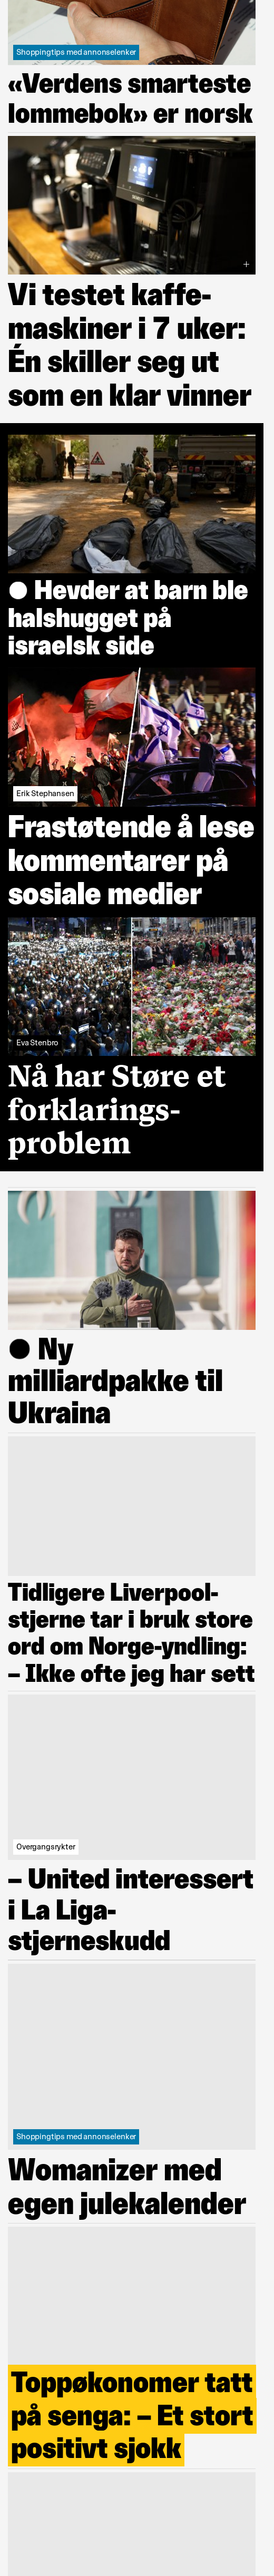 Shoppingtips med annonselenker
«Verdens smarteste
lommebok» er norsk
Vi testet kaffe-
maskiner i 7 uker:
Én skiller seg ut
som en klar vinner
● Hevder at barn ble
halshugget på
israelsk side
Erik Stephansen
Frastøtende å lese
kommentarer på
sosiale medier
Eva Stenbro
Nå har Støre et
forklarings-
problem
● Ny
milliardpakke til
Ukraina
Tidligere Liverpool-
stjerne tar i bruk store
ord om Norge-yndling:
– Ikke ofte jeg har sett
Overgangsrykter
– United interessert
i La Liga-
stjerneskudd
Shoppingtips med annonselenker
Womanizer med
egen julekalender
Toppøkonomer tatt
på senga: – Et stort
positivt sjokk